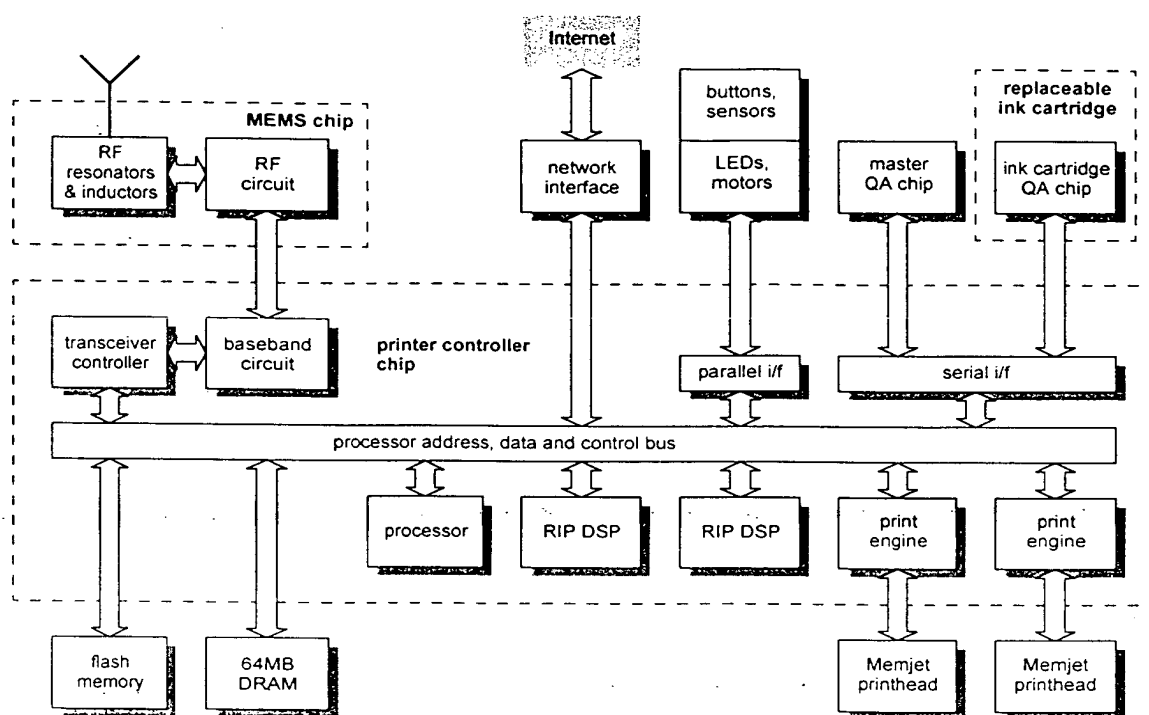 Internet
MEMS chip
RF
resonators
& inductors
RF
circuit
network
interface
buttons,
sensors
LEDs,
motors
master
QA chip
replaceable
ink cartridge
ink cartridge
QA chip
transceiver
controller
baseband
circuit
printer controller
chip
parallel i/f
serial i/f
processor address, data and control bus
processor
RIP DSP
RIP DSP
print
engine
print
engine
flash
memory
64MB
DRAM
Memjet
printhead
Memjet
printhead